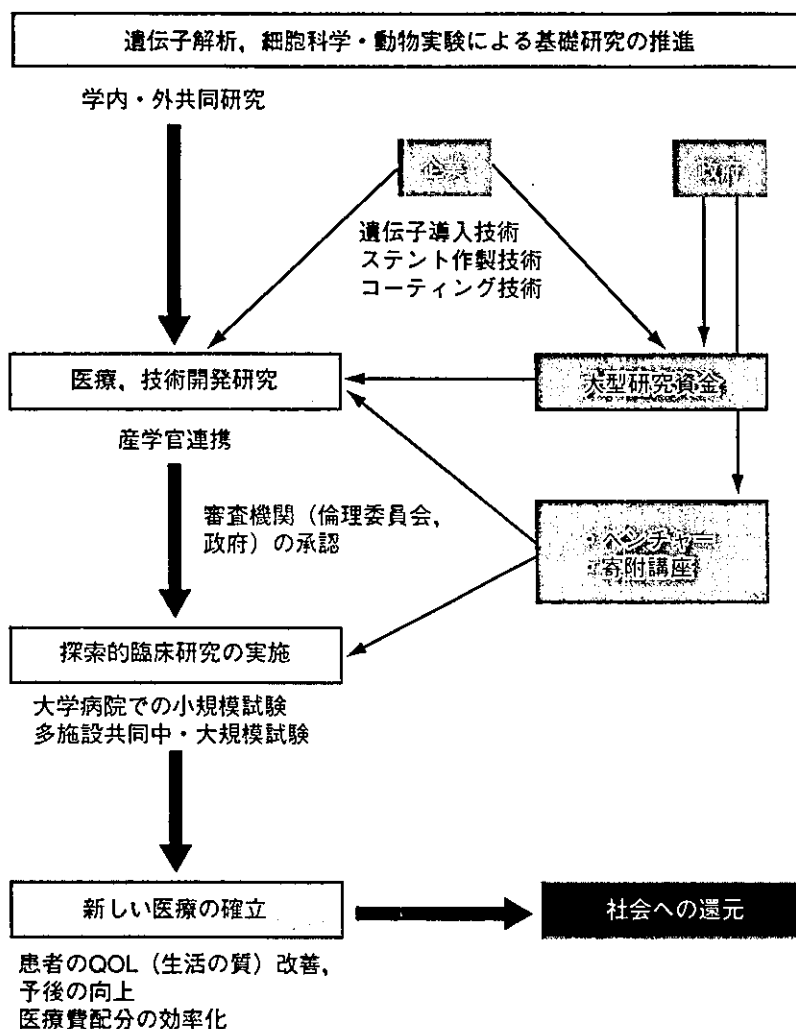 遺伝子解析，細胞科学・動物実験による基礎研究の推進
学内・外共同研究
企業
政府
遺伝子導入技術
ステント作製技術
コーティング技術
医療，技術開発研究
大型研究資金
産学官連携
審査機関（倫理委員会，
政府）の承認
ベンチャー
寄附講座
探索的臨床研究の実施
大学病院での小規模試験
多施設共同中・大規模試験
新しい医療の確立
社会への還元
患者のQOL（生活の質）改善，
予後の向上
医療費配分の効率化